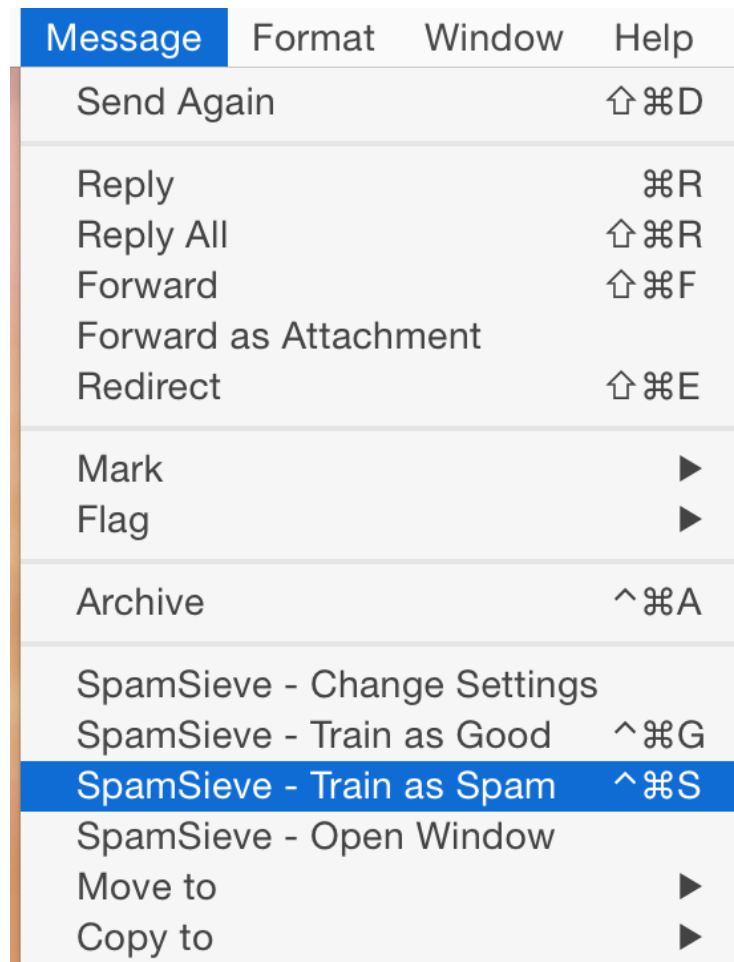 Message Format Window Help
Send Again ⇧⌘D
Reply ⌘R
Reply All ⇧⌘R
Forward ⇧⌘F
Forward as Attachment
Redirect ⇧⌘E
Mark ▶
Flag ▶
Archive ^⌘A
SpamSieve - Change Settings
SpamSieve - Train as Good ^⌘G
SpamSieve - Train as Spam ^⌘S
SpamSieve - Open Window
Move to ▶
Copy to ▶